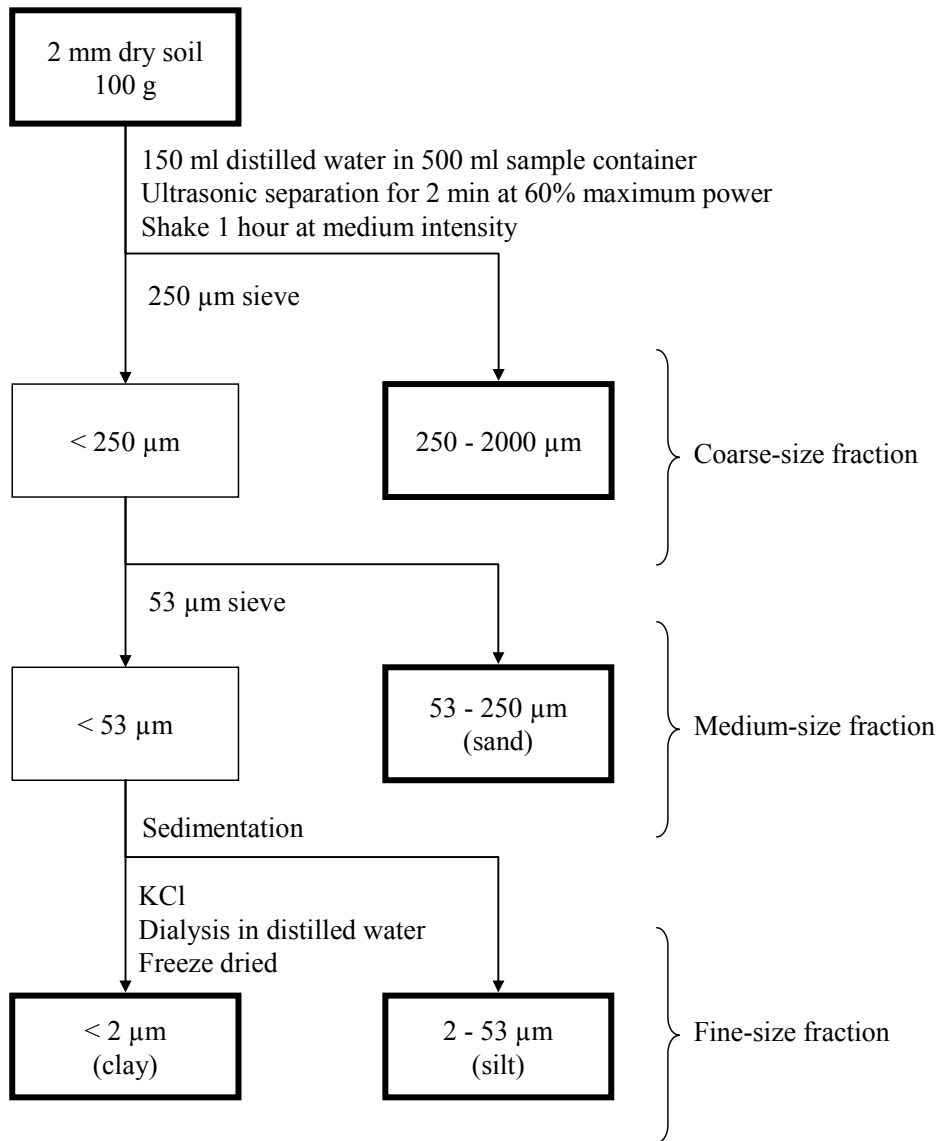 2 mm dry soil
100 g
150 ml distilled water in 500 ml sample container
Ultrasonic separation for 2 min at 60% maximum power
Shake 1 hour at medium intensity
250 µm sieve
< 250 µm
250 - 2000 µm
Coarse-size fraction
53 µm sieve
< 53 µm
53 - 250 µm
(sand)
Medium-size fraction
Sedimentation
KCl
Dialysis in distilled water
Freeze dried
< 2 µm
(clay)
2 - 53 µm
(silt)
Fine-size fraction